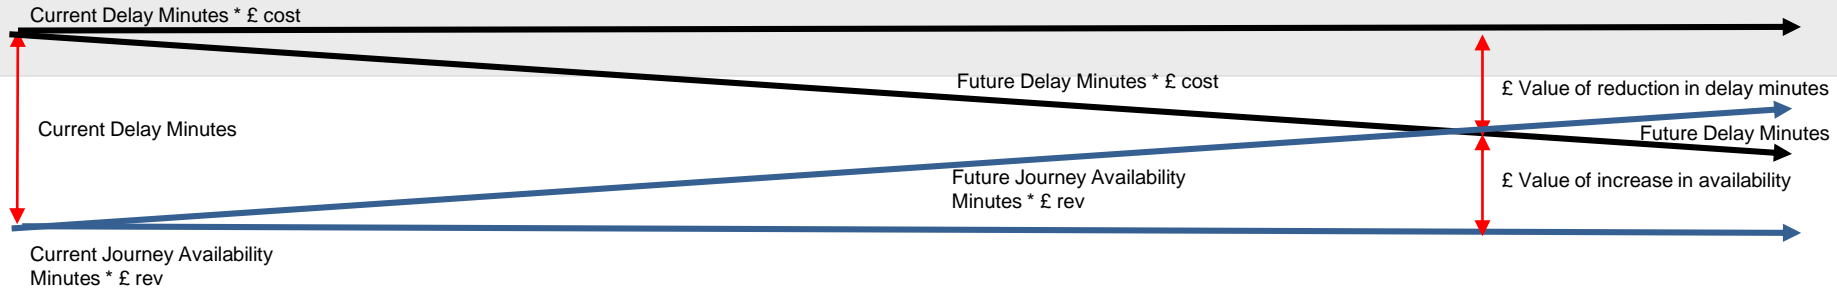 Current Delay Minutes * £ cost
Future Delay Minutes * £ cost
£ Value of reduction in delay minutes
Current Delay Minutes
Future Delay Minutes
Future Journey Availability
Minutes * £ rev
£ Value of increase in availability
Current Journey Availability
Minutes * £ rev